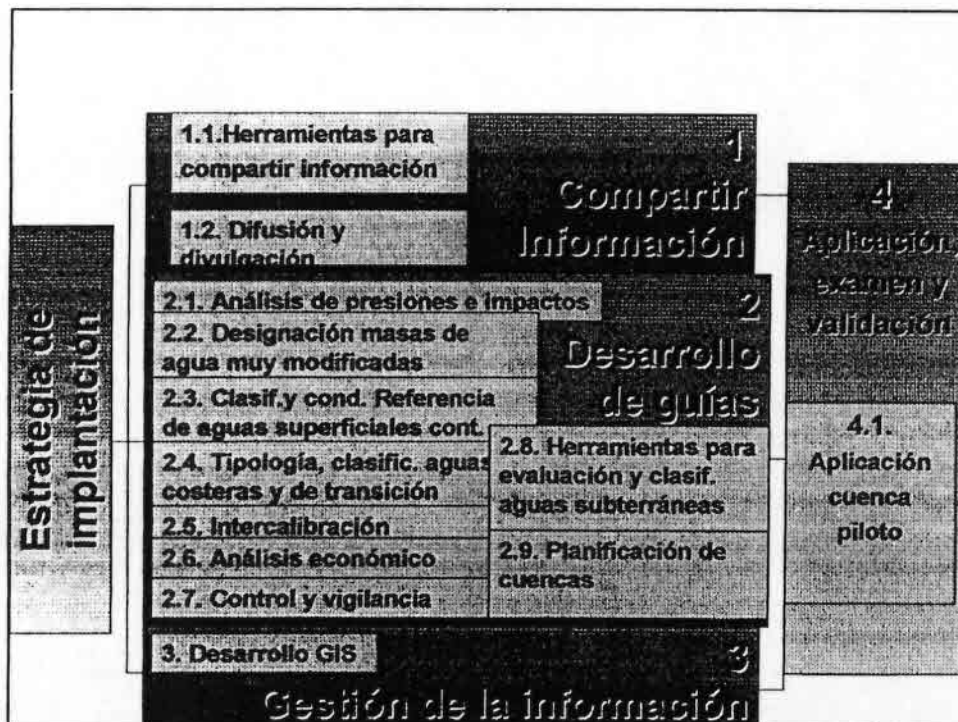 Estrategia de
implantación
1.1.Herramientas para
compartir información
1.2. Difusión y
divulgación
1
Compartir
Información
2.1. Análisis de presiones e impactos
2.2. Designación masas de
agua muy modificadas
2.3. Clasif.y cond. Referencia
de aguas superficiales cont.
2.4. Tipología, clasific. aguas
costeras y de transición
2.5. Intercalibración
2.6. Análisis económico
2.7. Control y vigilancia
2
Desarrollo
de guías
2.8. Herramientas para
evaluación y clasif.
aguas subterráneas
2.9. Planificación de
cuencas
3. Desarrollo GIS
3
Gestión de la información
4
Aplicación,
examen y
validación
4.1.
Aplicación
cuenca
piloto